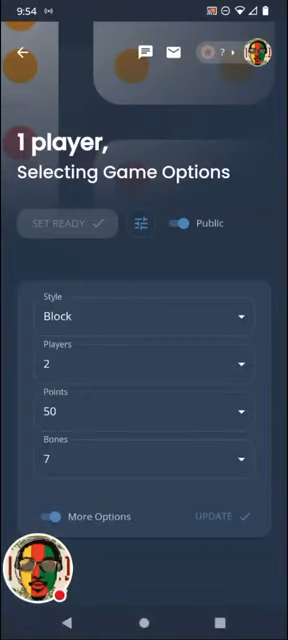 9:54
?
1 player,
Selecting Game Options
SET READY
Public
Style
Block
Players
2
Points
50
Bones
7
More Options
UPDATE